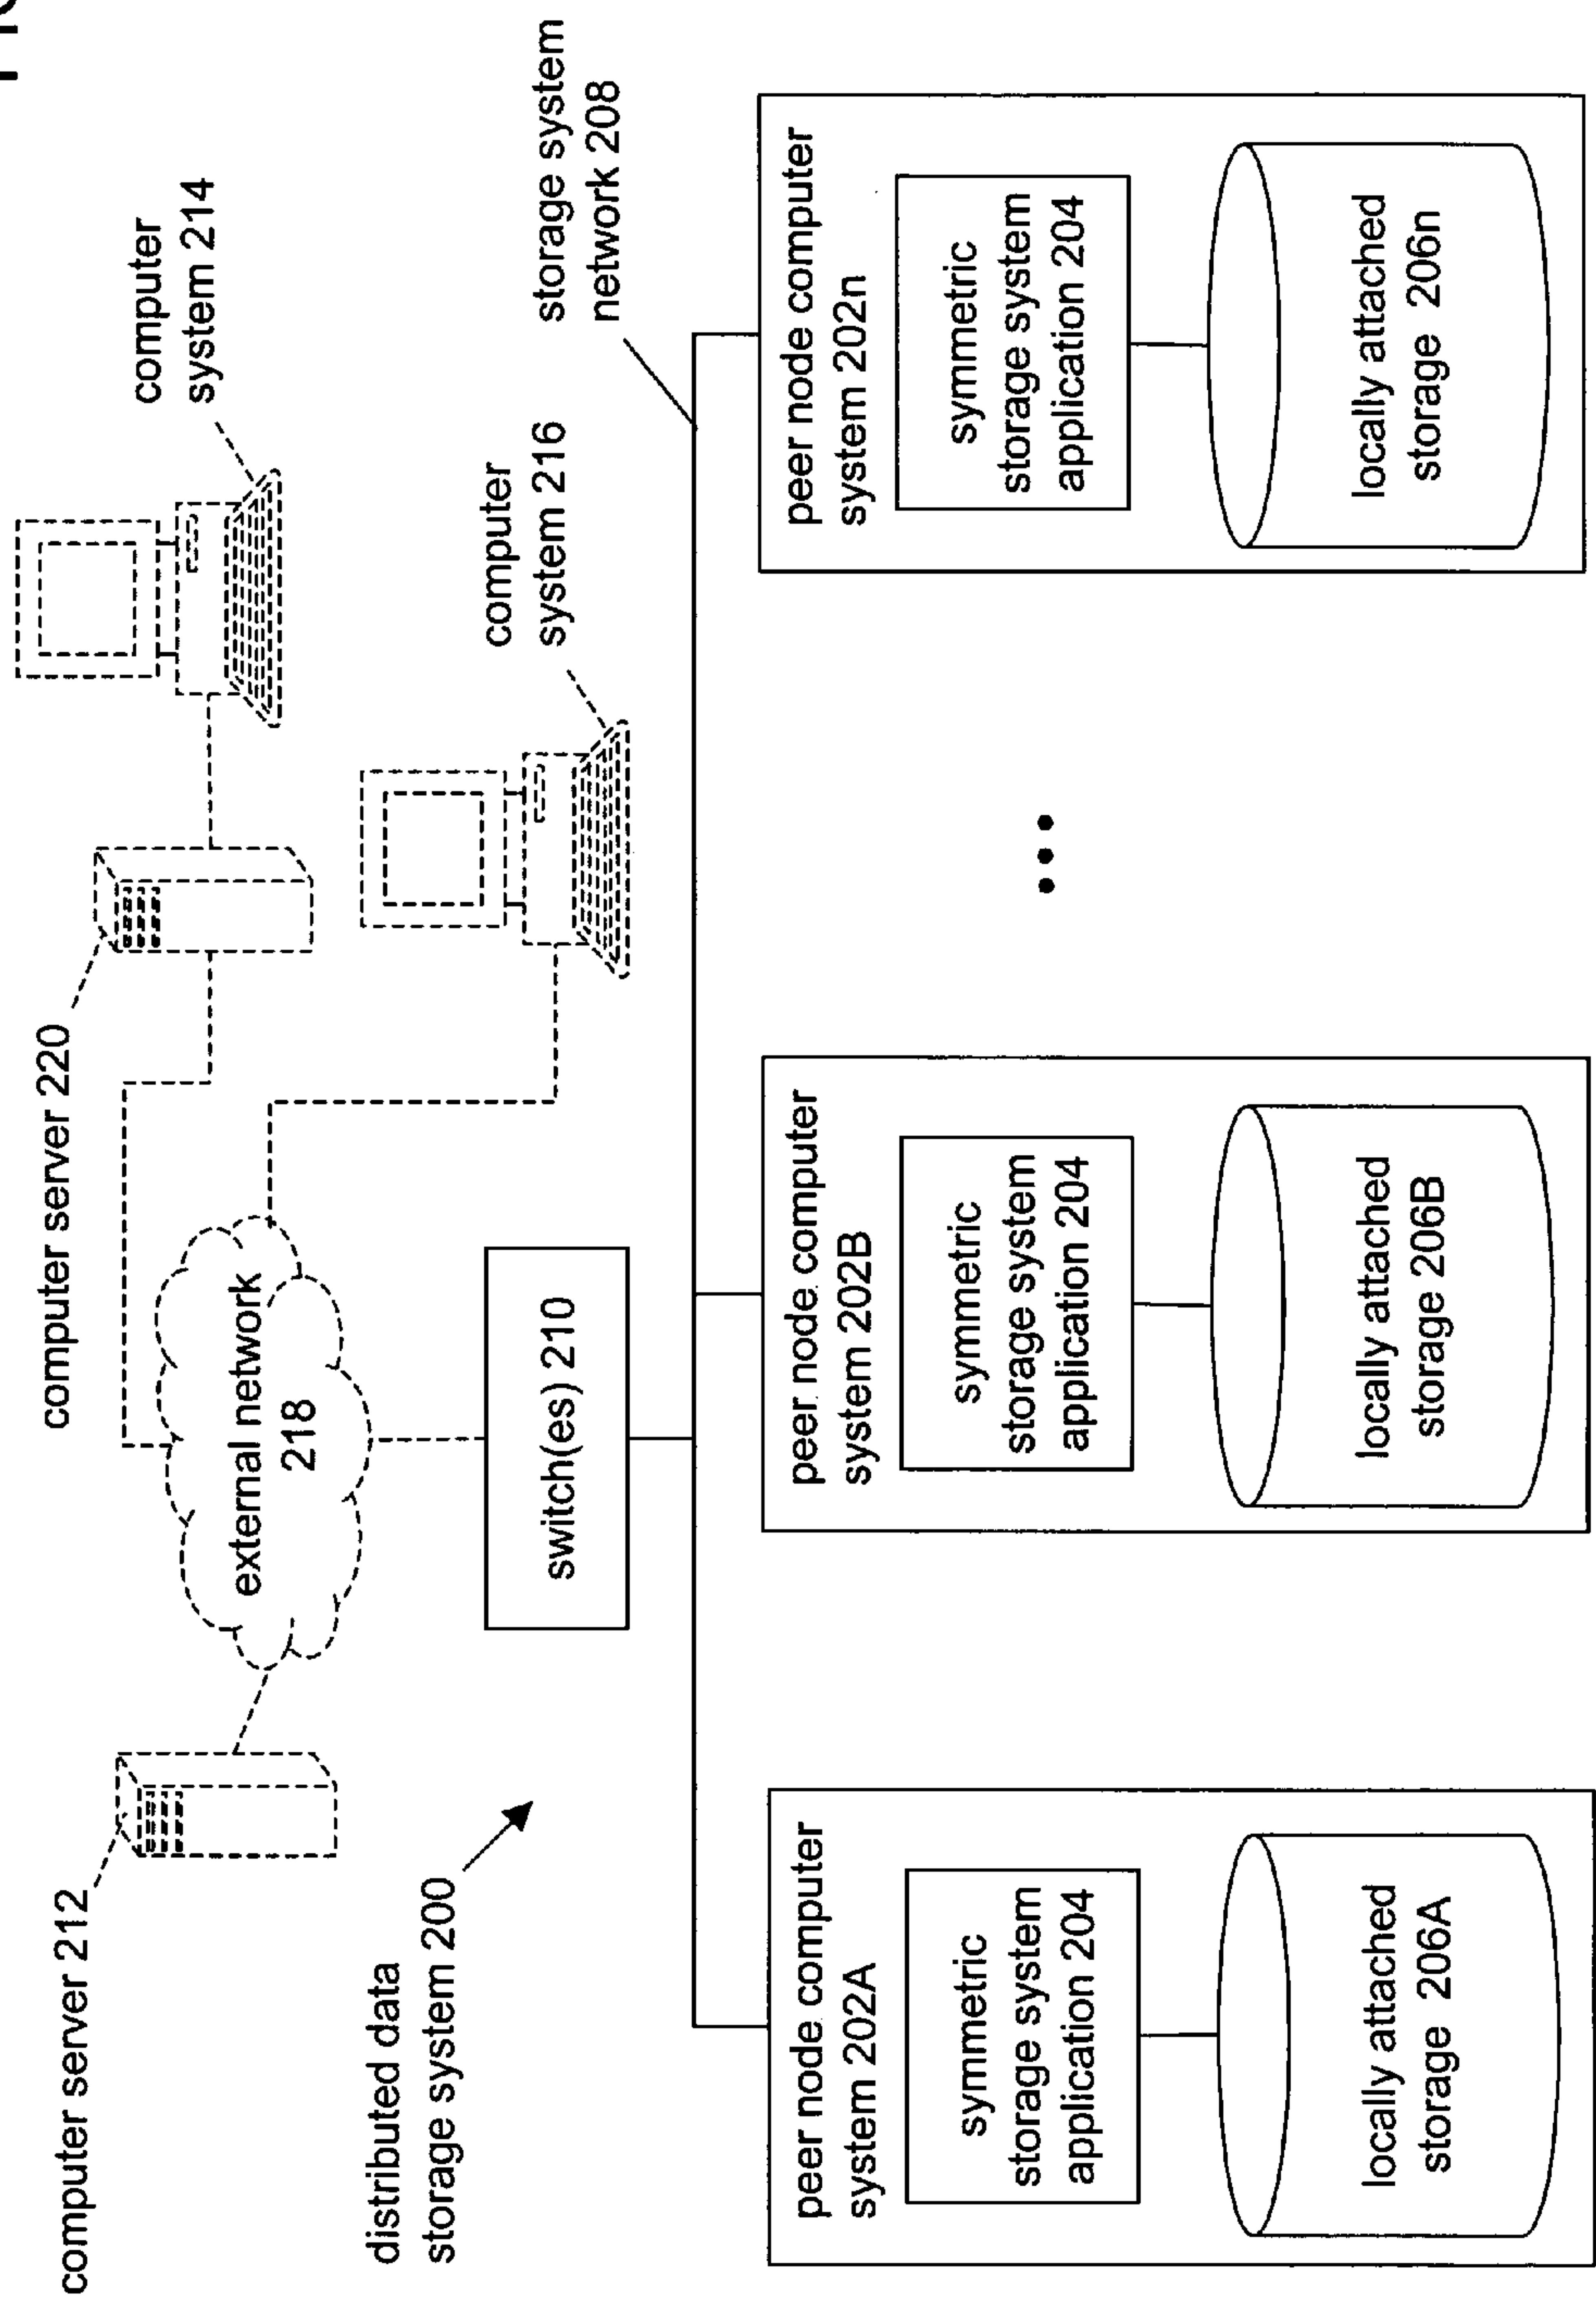 computer server 212
computer server 220
computer
system 214
external network
218
computer
system 216
distributed data
storage system 200
switch(es) 210
storage system
network 208
peer node computer
system 202A
symmetric
storage system
application 204
locally attached
storage 206A
peer node computer
system 202B
symmetric
storage system
application 204
locally attached
storage 206B
peer node computer
system 202n
symmetric
storage system
application 204
locally attached
storage 206n